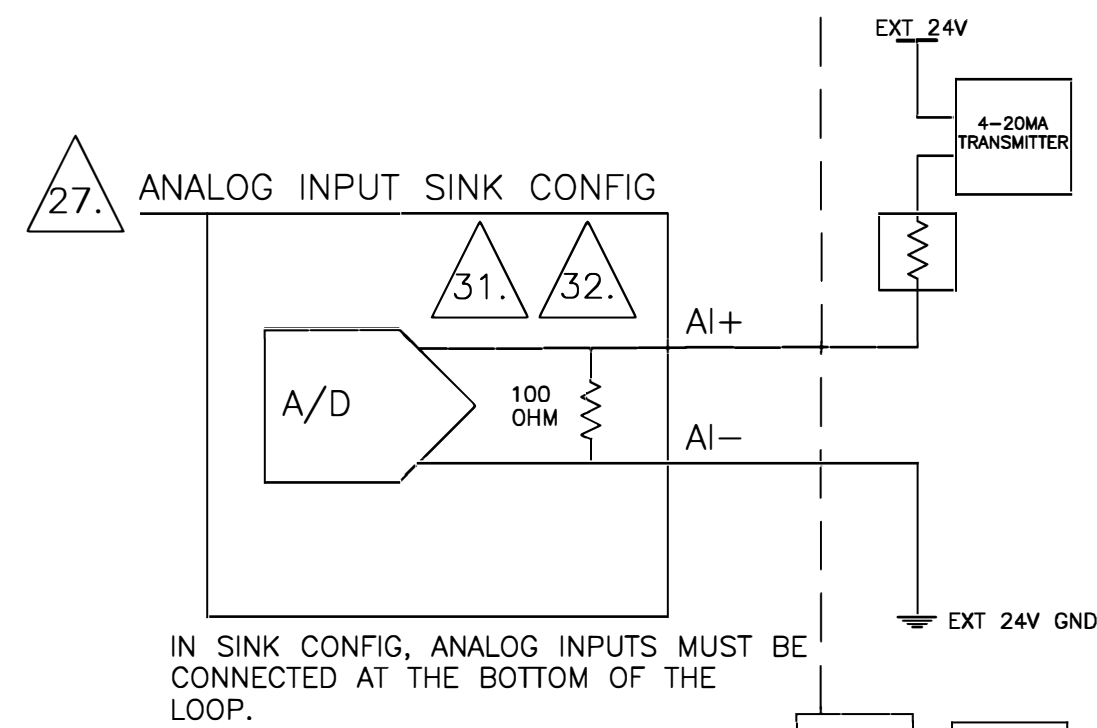 EXT 24V
4-20MA
TRANSMITTER
27.
ANALOG INPUT SINK CONFIG
31.
32.
AI+
A/D
100
OHM
AI-
EXT 24V GND
IN SINK CONFIG, ANALOG INPUTS MUST BE
CONNECTED AT THE BOTTOM OF THE
LOOP.